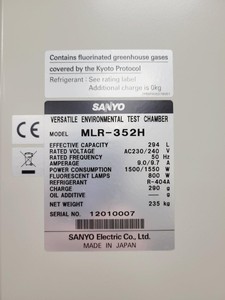 Contains fluorinated greenhouse gases
covered by the Kyoto Protocol
Refrigerant : See rating label
Additional charge is 0kg
SANYO
VERSATILE ENVIRONMENTAL TEST CHAMBER
MODEL MLR-352H
EFFECTIVE CAPACITY 294 L
RATED VOLTAGE AC230/240 V
RATED FREQUENCY 50 Hz
AMPERAGE 9.0/9.7 A
POWER CONSUMPTION 1500/1550 W
FLUORESCENT LAMPS 800 W
REFRIGERANT R-404A
CHARGE 290 g
NET WEIGHT 235 kg
SERIAL NO. 12010007
SANYO Electric Co., Ltd.
MADE IN JAPAN
CE